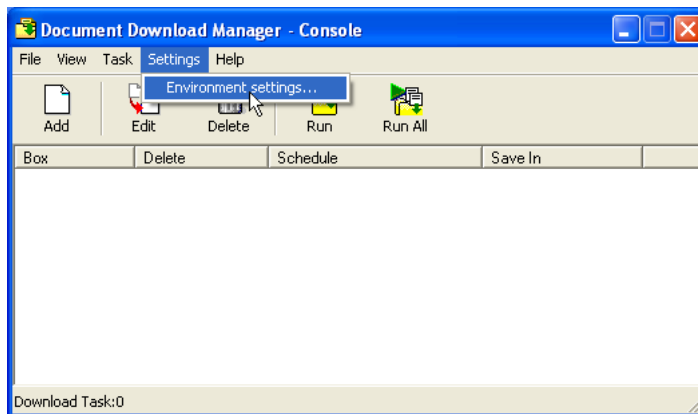 Document Download Manager - Console
File View Task Settings Help
Environment settings...
Add Edit Delete Run Run All
Box Delete Schedule Save In
Download Task:0